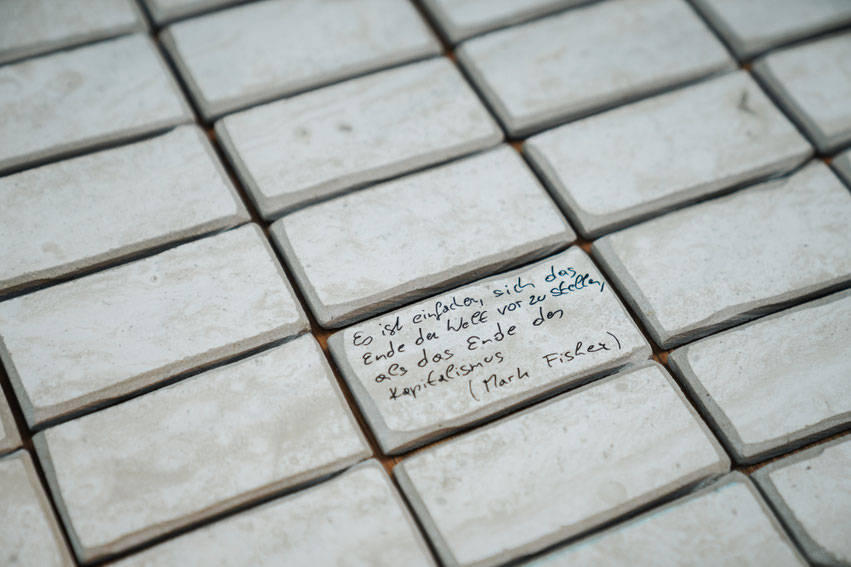 Es ist einfacher, sich das
Ende der Welt vor zu stellen,
als das Ende des
Kapitalismus
(Mark Fisher)